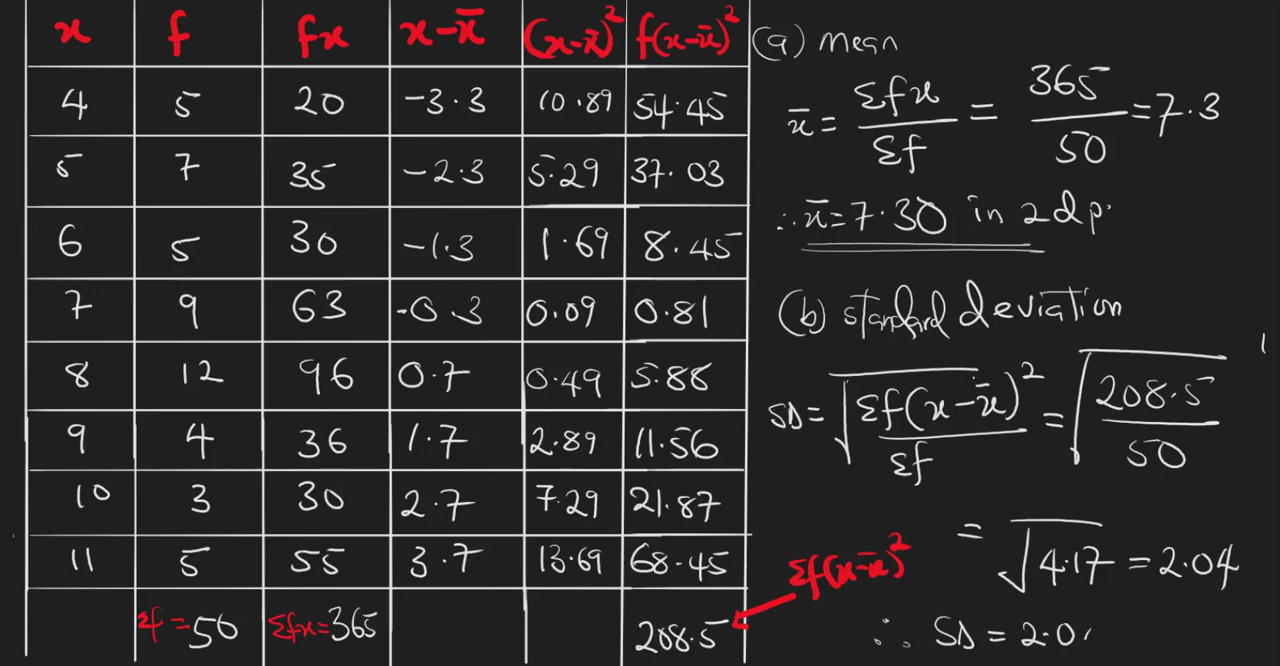 x f fx x-x̄ (x-x̄)² f(x-x̄)²
4 5 20 -3.3 10.89 54.45
5 7 35 -2.3 5.29 37.03
6 5 30 -1.3 1.69 8.45
7 9 63 -0.3 0.09 0.81
8 12 96 0.7 0.49 5.88
9 4 36 1.7 2.89 11.56
10 3 30 2.7 7.29 21.87
11 5 55 3.7 13.69 68.45
Σf = 50 Σfx = 365 208.5
Σf(x-x̄)²
(a) mean
x̄ = Σfx / Σf = 365 / 50 = 7.3
∴ x̄ = 7.30 in 2 d p.
(b) standard deviation
SD = √(Σf(x-x̄)² / Σf) = √(208.5 / 50)
= √4.17 = 2.04
∴ SD = 2.0